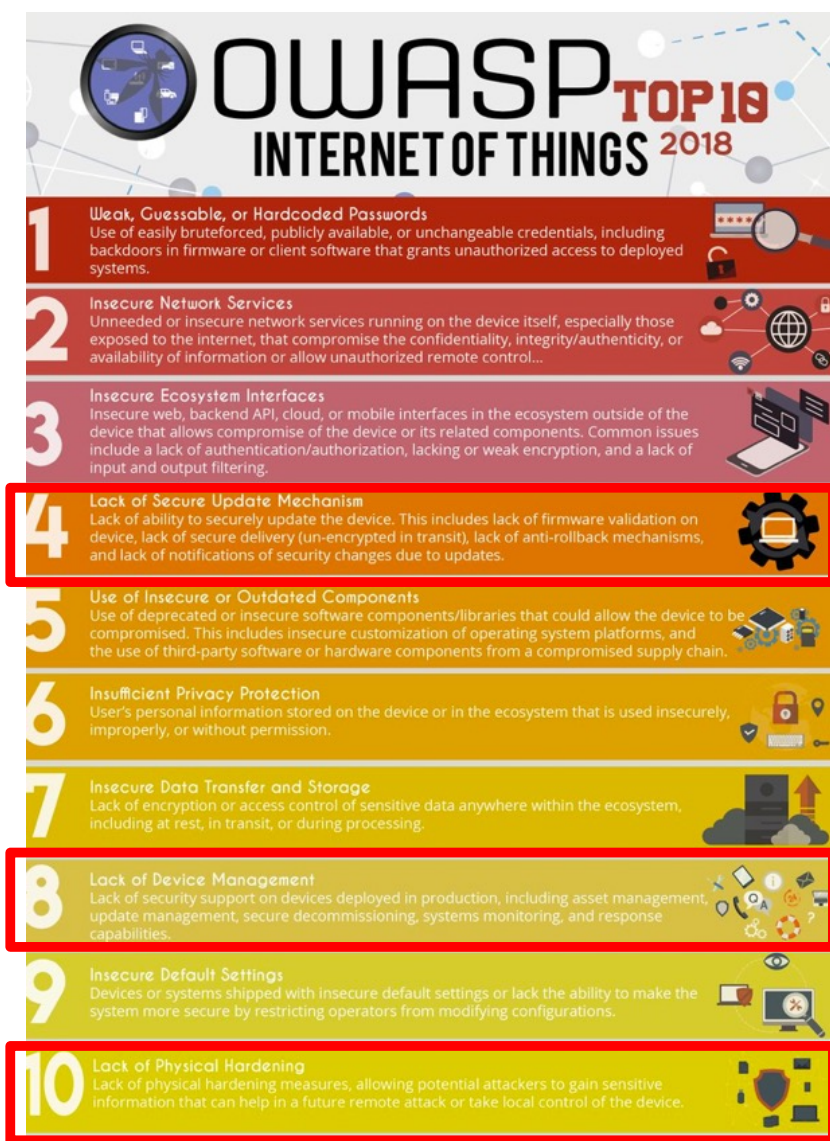 OWASP TOP 10
INTERNET OF THINGS 2018
1
Weak, Guessable, or Hardcoded Passwords
Use of easily bruteforced, publicly available, or unchangeable credentials, including
backdoors in firmware or client software that grants unauthorized access to deployed
systems.
2
Insecure Network Services
Unneeded or insecure network services running on the device itself, especially those
exposed to the internet, that compromise the confidentiality, integrity/authenticity, or
availability of information or allow unauthorized remote control...
3
Insecure Ecosystem Interfaces
Insecure web, backend API, cloud, or mobile interfaces in the ecosystem outside of the
device that allows compromise of the device or its related components. Common issues
include a lack of authentication/authorization, lacking or weak encryption, and a lack of
input and output filtering.
4
Lack of Secure Update Mechanism
Lack of ability to securely update the device. This includes lack of firmware validation on
device, lack of secure delivery (un-encrypted in transit), lack of anti-rollback mechanisms,
and lack of notifications of security changes due to updates.
5
Use of Insecure or Outdated Components
Use of deprecated or insecure software components/libraries that could allow the device to be
compromised. This includes insecure customization of operating system platforms, and
the use of third-party software or hardware components from a compromised supply chain.
6
Insufficient Privacy Protection
User's personal information stored on the device or in the ecosystem that is used insecurely,
improperly, or without permission.
7
Insecure Data Transfer and Storage
Lack of encryption or access control of sensitive data anywhere within the ecosystem,
including at rest, in transit, or during processing.
8
Lack of Device Management
Lack of security support on devices deployed in production, including asset management,
update management, secure decommissioning, systems monitoring, and response
capabilities.
Q A
?
9
Insecure Default Settings
Devices or systems shipped with insecure default settings or lack the ability to make the
system more secure by restricting operators from modifying configurations.
10
Lack of Physical Hardening
Lack of physical hardening measures, allowing potential attackers to gain sensitive
information that can help in a future remote attack or take local control of the device.